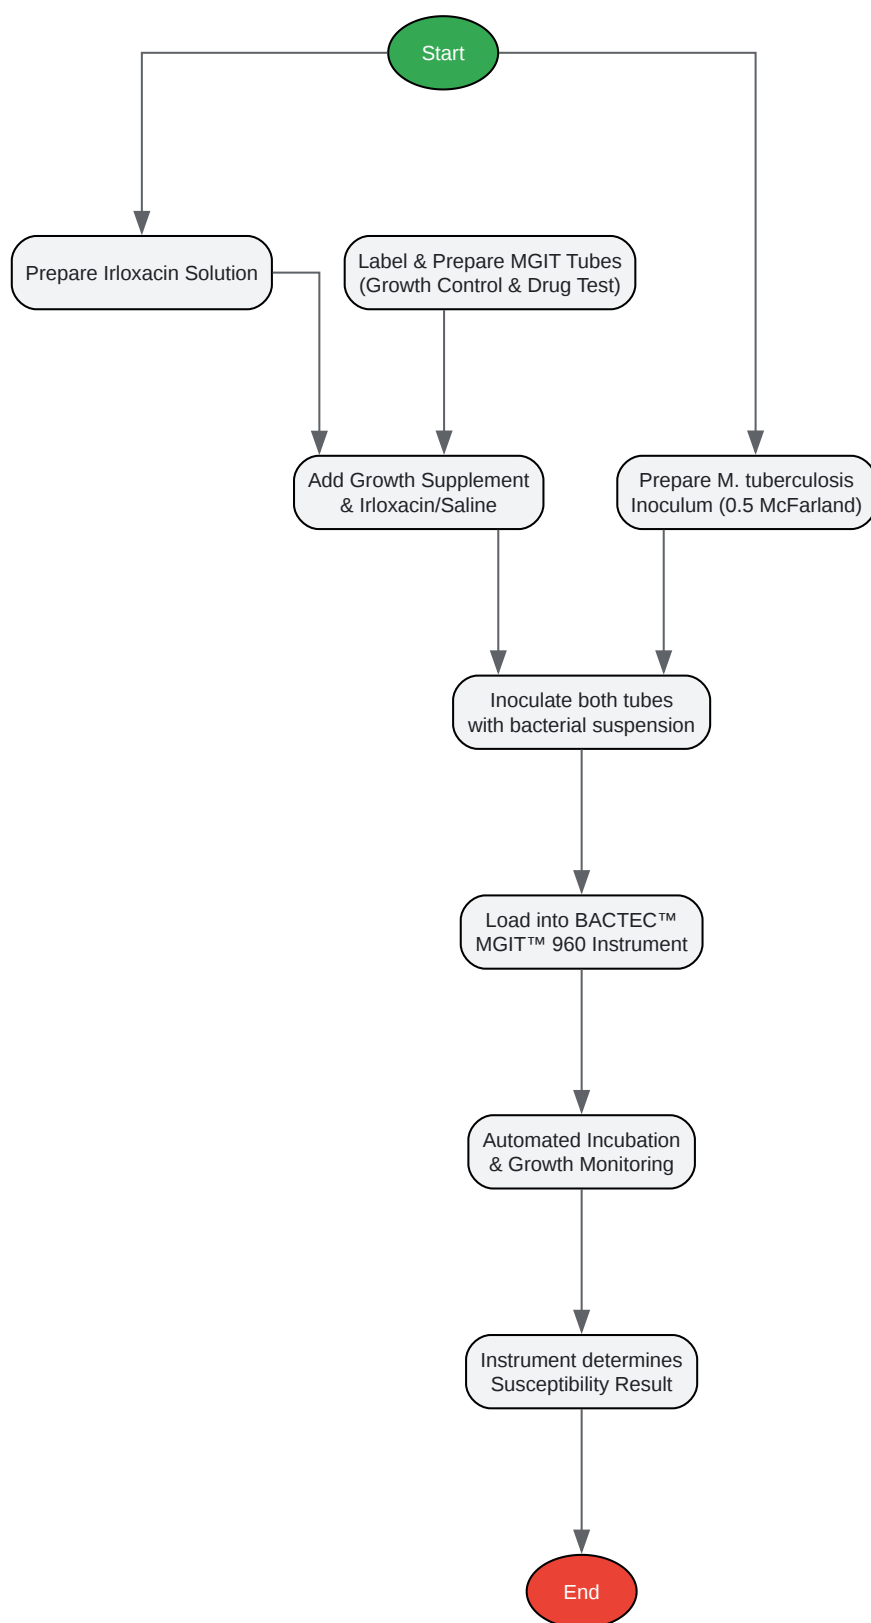 Start
Prepare Irloxacin Solution
Label & Prepare MGIT Tubes
(Growth Control & Drug Test)
Add Growth Supplement
& Irloxacin/Saline
Prepare M. tuberculosis
Inoculum (0.5 McFarland)
Inoculate both tubes
with bacterial suspension
Load into BACTEC™
MGIT™ 960 Instrument
Automated Incubation
& Growth Monitoring
Instrument determines
Susceptibility Result
End